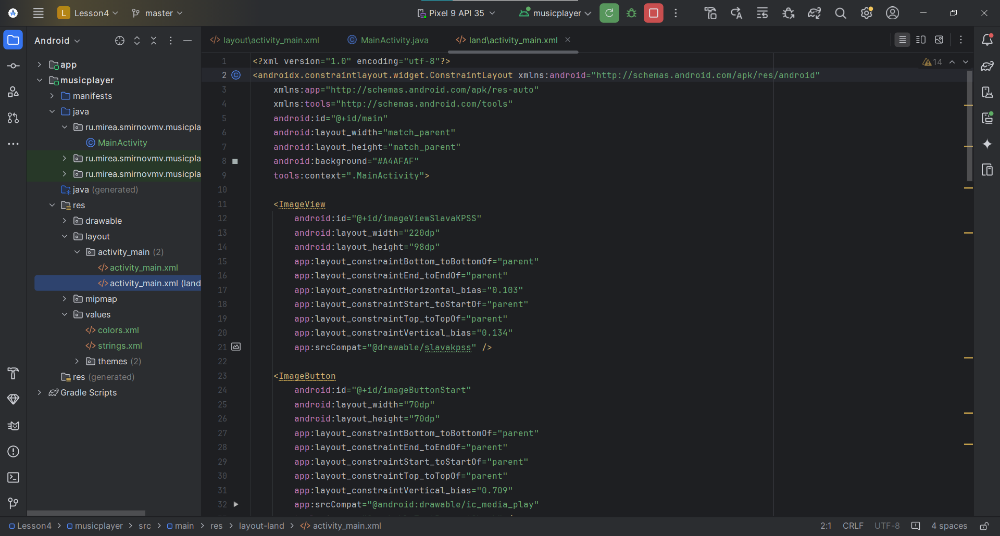 L Lesson4 master Pixel 9 API 35 musicplayer
Android
layout\activity_main.xml MainActivity.java land\activity_main.xml
app
musicplayer
manifests
java
ru.mirea.smirnovmv.musicpla
MainActivity
ru.mirea.smirnovmv.musicpla
ru.mirea.smirnovmv.musicpla
java (generated)
res
drawable
layout
activity_main (2)
activity_main.xml
activity_main.xml (land
mipmap
values
colors.xml
strings.xml
themes (2)
res (generated)
Gradle Scripts
14
1 <?xml version="1.0" encoding="utf-8"?>
2 <androidx.constraintlayout.widget.ConstraintLayout xmlns:android="http://schemas.android.com/apk/res/android"
3 xmlns:app="http://schemas.android.com/apk/res-auto"
4 xmlns:tools="http://schemas.android.com/tools"
5 android:id="@+id/main"
6 android:layout_width="match_parent"
7 android:layout_height="match_parent"
8 android:background="#A4AFAF"
9 tools:context=".MainActivity">
10
11 <ImageView
12 android:id="@+id/imageViewSlavaKPSS"
13 android:layout_width="220dp"
14 android:layout_height="98dp"
15 app:layout_constraintBottom_toBottomOf="parent"
16 app:layout_constraintEnd_toEndOf="parent"
17 app:layout_constraintHorizontal_bias="0.103"
18 app:layout_constraintStart_toStartOf="parent"
19 app:layout_constraintTop_toTopOf="parent"
20 app:layout_constraintVertical_bias="0.134"
21 app:srcCompat="@drawable/slavakpss" />
22
23 <ImageButton
24 android:id="@+id/imageButtonStart"
25 android:layout_width="70dp"
26 android:layout_height="70dp"
27 app:layout_constraintBottom_toBottomOf="parent"
28 app:layout_constraintEnd_toEndOf="parent"
29 app:layout_constraintStart_toStartOf="parent"
30 app:layout_constraintTop_toTopOf="parent"
31 app:layout_constraintVertical_bias="0.709"
32 app:srcCompat="@android:drawable/ic_media_play"
Lesson4 > musicplayer > src > main > res > layout-land > activity_main.xml
2:1 CRLF UTF-8 4 spaces